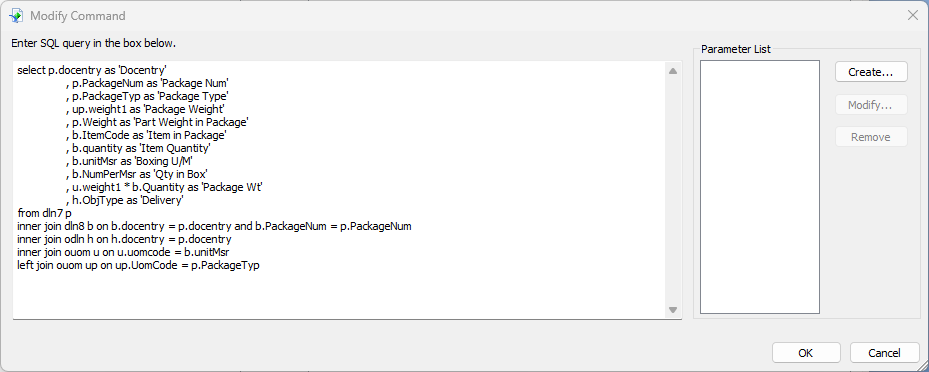 Modify Command
Enter SQL query in the box below.
select p.docentry as 'Docentry'
, p.PackageNum as 'Package Num'
, p.PackageTyp as 'Package Type'
, up.weight1 as 'Package Weight'
, p.Weight as 'Part Weight in Package'
, b.ItemCode as 'Item in Package'
, b.quantity as 'Item Quantity'
, b.unitMsr as 'Boxing U/M'
, b.NumPerMsr as 'Qty in Box'
, u.weight1 * b.Quantity as 'Package Wt'
, h.ObjType as 'Delivery'
from dln7 p
inner join dln8 b on b.docentry = p.docentry and b.PackageNum = p.PackageNum
inner join odln h on h.docentry = p.docentry
inner join ouom u on u.uomcode = b.unitMsr
left join ouom up on up.UomCode = p.PackageTyp
Parameter List
Create...
Modify...
Remove
OK
Cancel